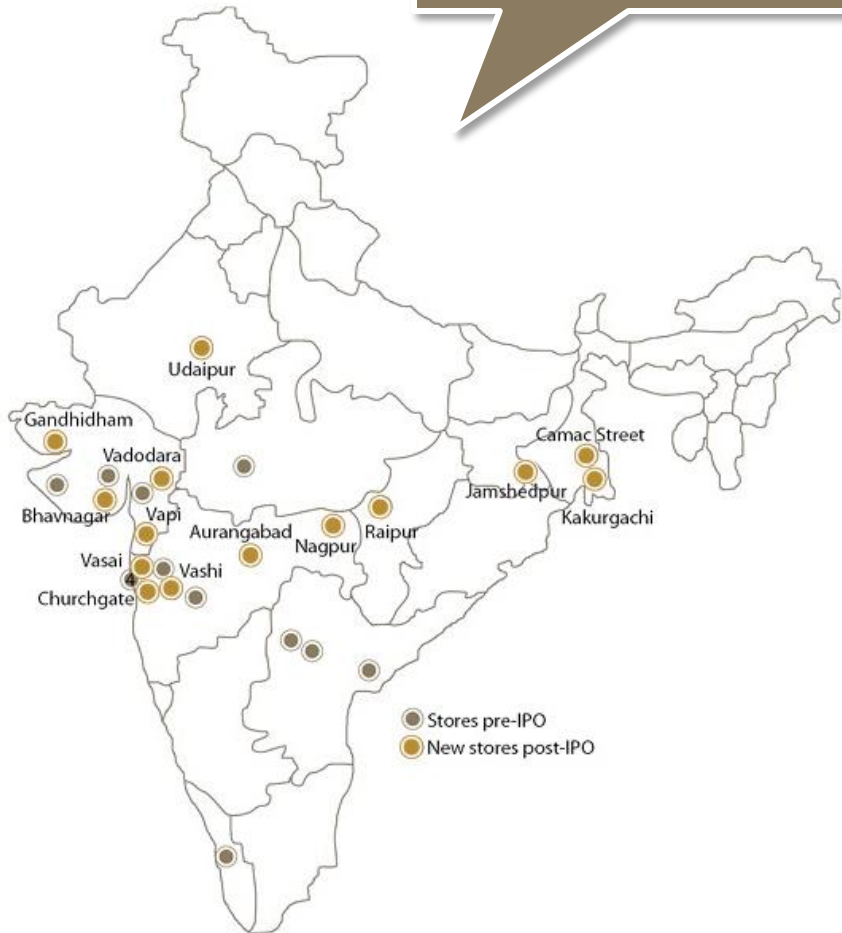 Udaipur
Gandhidham
Vadodara
Camac Street
Jamshedpur
Bhavnagar
Vapi
Kakurgachi
Aurangabad
Nagpur
Raipur
Vasai
Vashi
4
Churchgate
Stores pre-IPO
New stores post-IPO